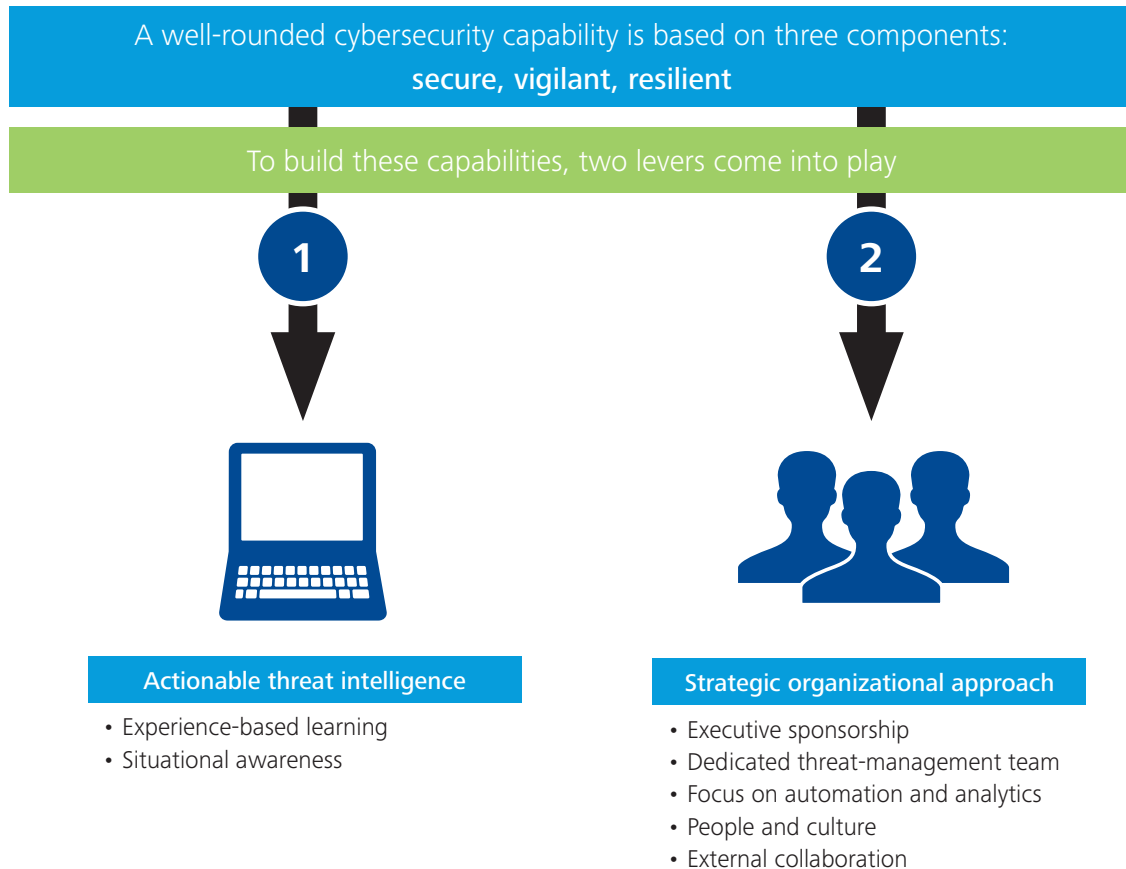 A well-rounded cybersecurity capability is based on three components:
secure, vigilant, resilient
To build these capabilities, two levers come into play
1
2
Actionable threat intelligence
• Experience-based learning
• Situational awareness
Strategic organizational approach
• Executive sponsorship
• Dedicated threat-management team
• Focus on automation and analytics
• People and culture
• External collaboration